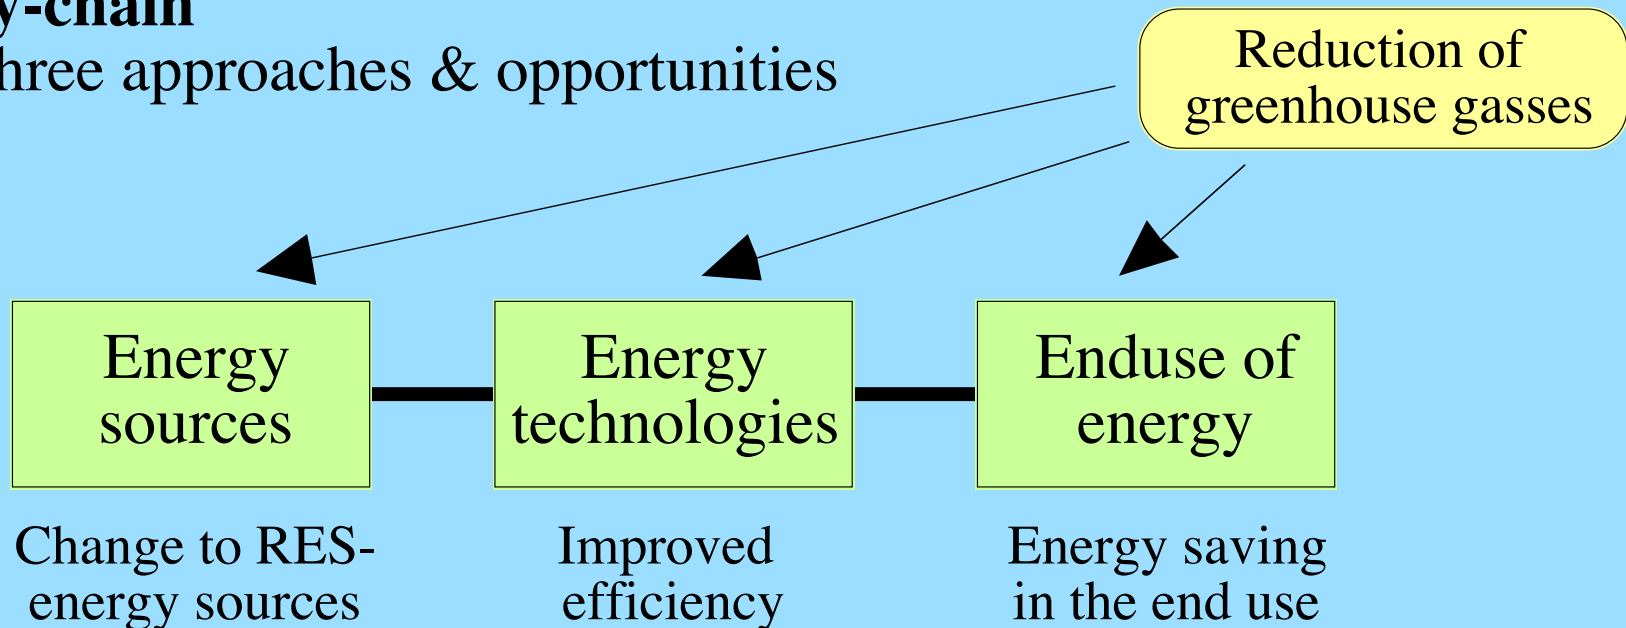 y-chain
hree approaches & opportunities
Reduction of
greenhouse gasses
Energy
sources
Energy
technologies
Enduse of
energy
Change to RES-
energy sources
Improved
efficiency
Energy saving
in the end use